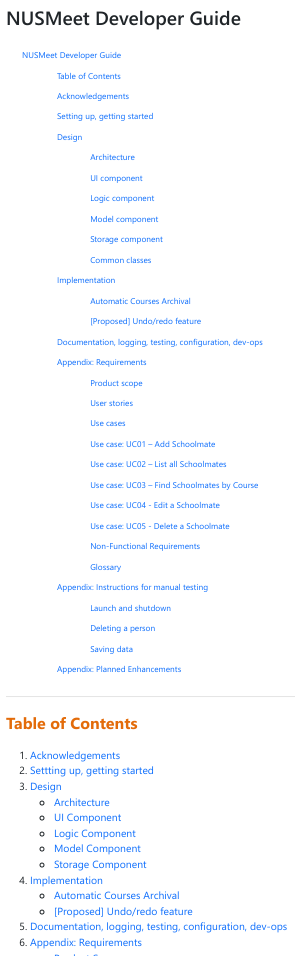 NUSMeet Developer Guide
NUSMeet Developer Guide
Table of Contents
Acknowledgements
Setting up, getting started
Design
Architecture
UI component
Logic component
Model component
Storage component
Common classes
Implementation
Automatic Courses Archival
[Proposed] Undo/redo feature
Documentation, logging, testing, configuration, dev-ops
Appendix: Requirements
Product scope
User stories
Use cases
Use case: UC01 – Add Schoolmate
Use case: UC02 – List all Schoolmates
Use case: UC03 – Find Schoolmates by Course
Use case: UC04 - Edit a Schoolmate
Use case: UC05 - Delete a Schoolmate
Non-Functional Requirements
Glossary
Appendix: Instructions for manual testing
Launch and shutdown
Deleting a person
Saving data
Appendix: Planned Enhancements
Table of Contents
1. Acknowledgements
2. Settting up, getting started
3. Design
Architecture
UI Component
Logic Component
Model Component
Storage Component
4. Implementation
Automatic Courses Archival
[Proposed] Undo/redo feature
5. Documentation, logging, testing, configuration, dev-ops
6. Appendix: Requirements